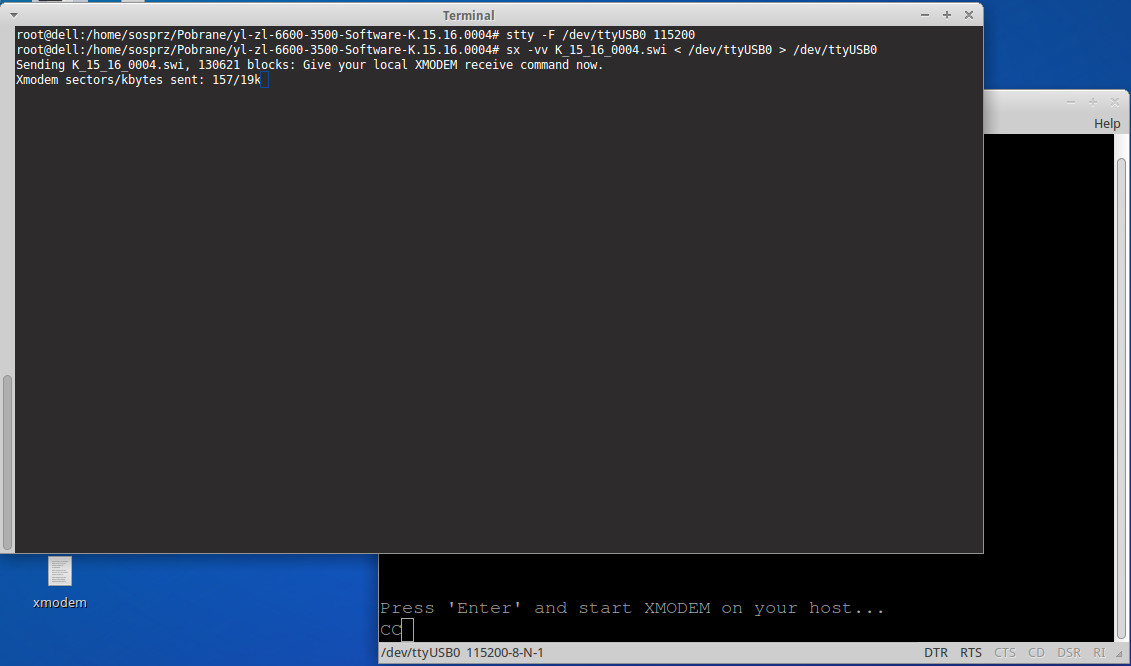 Terminal
root@dell:/home/sosprz/Pobrane/yl-zl-6600-3500-Software-K.15.16.0004# stty -F /dev/ttyUSB0 115200
root@dell:/home/sosprz/Pobrane/yl-zl-6600-3500-Software-K.15.16.0004# sx -vv K_15_16_0004.swi < /dev/ttyUSB0 > /dev/ttyUSB0
Sending K_15_16_0004.swi, 130621 blocks: Give your local XMODEM receive command now.
Xmodem sectors/kbytes sent: 157/19k
Help
xmodem
Press 'Enter' and start XMODEM on your host...
CC
/dev/ttyUSB0 115200-8-N-1
DTR RTS CTS CD DSR RI